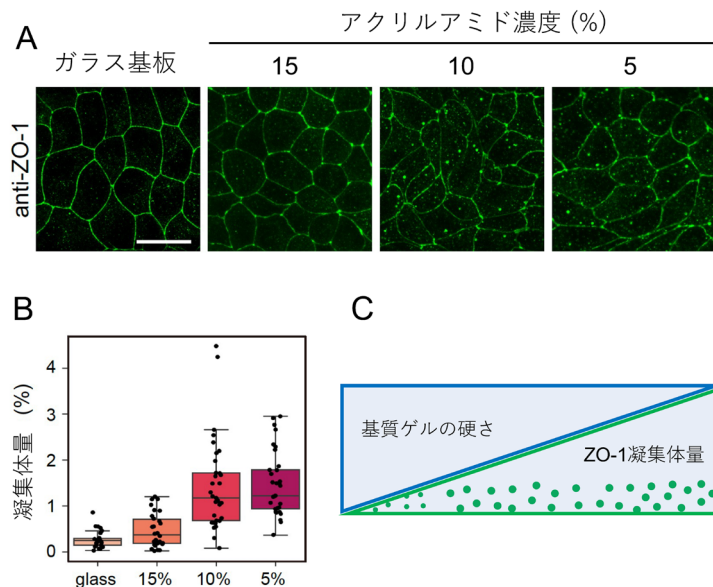 A
アクリルアミド濃度 (%)
ガラス基板
15
10
5
anti-ZO-1
B
C
凝集体量 (%)
4
3
2
1
0
glass
15%
10%
5%
基質ゲルの硬さ
ZO-1凝集体量